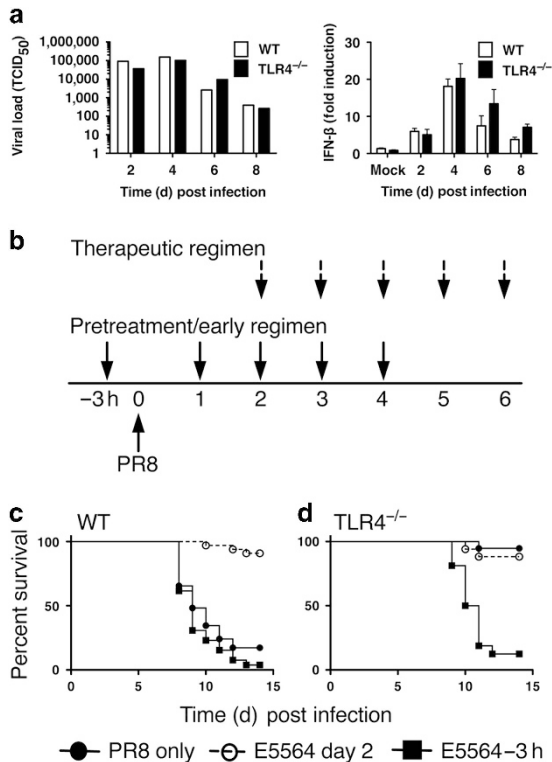 a
Viral load (TCID50)
1,000,000
100,000
10,000
1,000
100
10
1
WT
TLR4−/−
2 4 6 8
Time (d) post infection
IFN-β (fold induction)
30
20
10
0
WT
TLR4−/−
Mock 2 4 6 8
Time (d) post infection
b
Therapeutic regimen
Pretreatment/early regimen
−3 h 0 1 2 3 4 5 6
PR8
c
WT
Percent survival
100
50
0
0 5 10 15
d
TLR4−/−
100
50
0
0 5 10 15
Time (d) post infection
PR8 only E5564 day 2 E5564−3 h